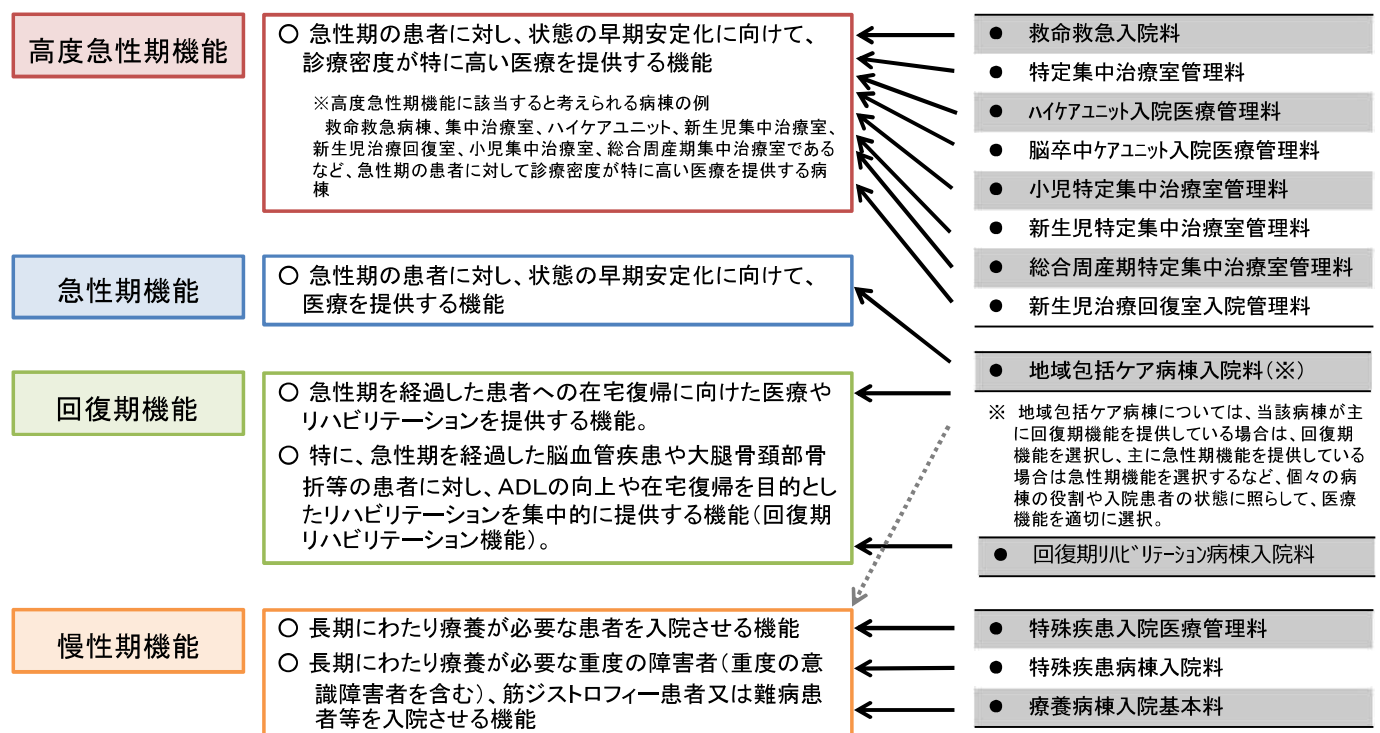 高度急性期機能
○ 急性期の患者に対し、状態の早期安定化に向けて、
診療密度が特に高い医療を提供する機能
※高度急性期機能に該当すると考えられる病棟の例
救命救急病棟、集中治療室、ハイケアユニット、新生児集中治療室、
新生児治療回復室、小児集中治療室、総合周産期集中治療室である
など、急性期の患者に対して診療密度が特に高い医療を提供する病
棟
● 救命救急入院料
● 特定集中治療室管理料
● ﾊｲｹｱﾕﾆｯﾄ入院医療管理料
● 脳卒中ｹｱﾕﾆｯﾄ入院医療管理料
● 小児特定集中治療室管理料
● 新生児特定集中治療室管理料
● 総合周産期特定集中治療室管理料
● 新生児治療回復室入院管理料
急性期機能
○ 急性期の患者に対し、状態の早期安定化に向けて、
医療を提供する機能
● 地域包括ケア病棟入院料(※)
※ 地域包括ケア病棟については、当該病棟が主
に回復期機能を提供している場合は、回復期
機能を選択し、主に急性期機能を提供している
場合は急性期機能を選択するなど、個々の病
棟の役割や入院患者の状態に照らして、医療
機能を適切に選択。
回復期機能
○ 急性期を経過した患者への在宅復帰に向けた医療や
リハビリテーションを提供する機能。
○ 特に、急性期を経過した脳血管疾患や大腿骨頚部骨
折等の患者に対し、ADLの向上や在宅復帰を目的とし
たリハビリテーションを集中的に提供する機能(回復期
リハビリテーション機能)。
● 回復期ﾘﾊﾋﾞﾘﾃｰｼｮﾝ病棟入院料
慢性期機能
○ 長期にわたり療養が必要な患者を入院させる機能
○ 長期にわたり療養が必要な重度の障害者(重度の意
識障害者を含む)、筋ジストロフィー患者又は難病患
者等を入院させる機能
● 特殊疾患入院医療管理料
● 特殊疾患病棟入院料
● 療養病棟入院基本料